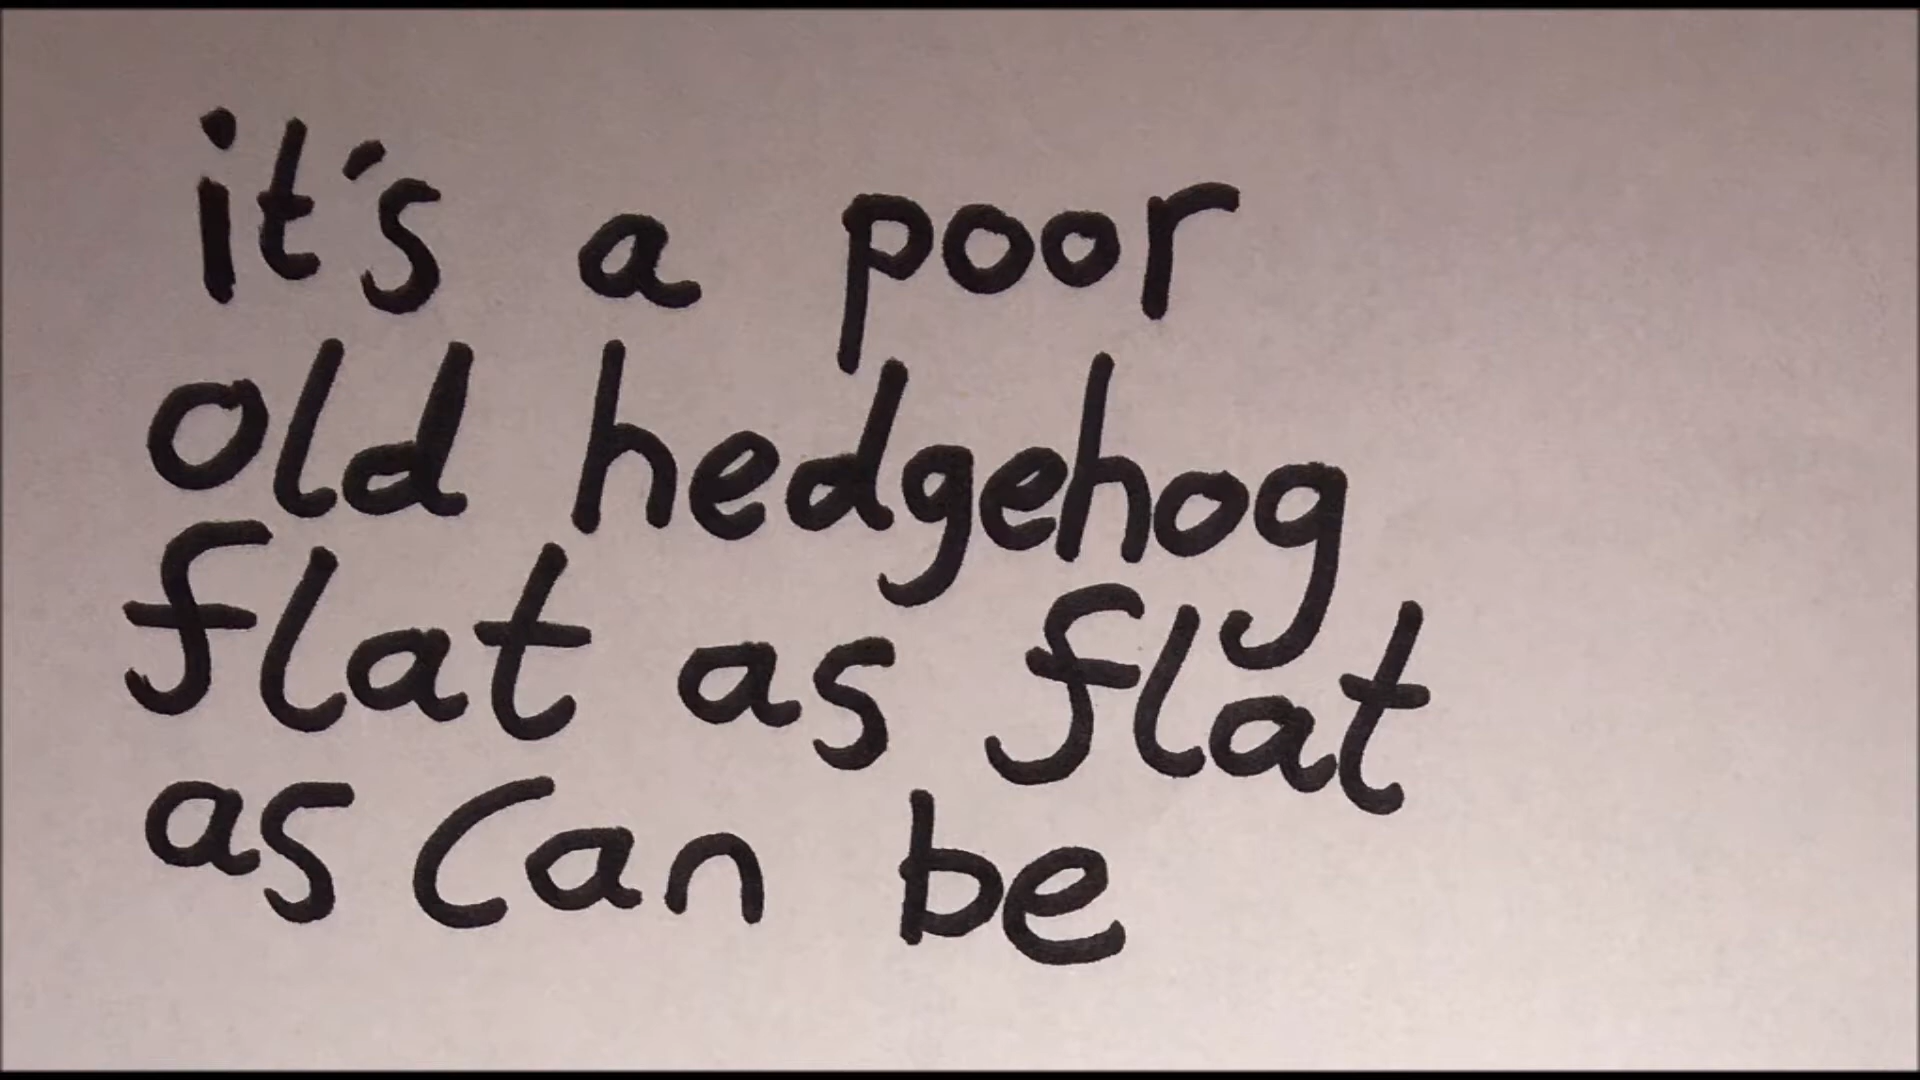 it's a poor
old hedgehog
flat as flat
as can be